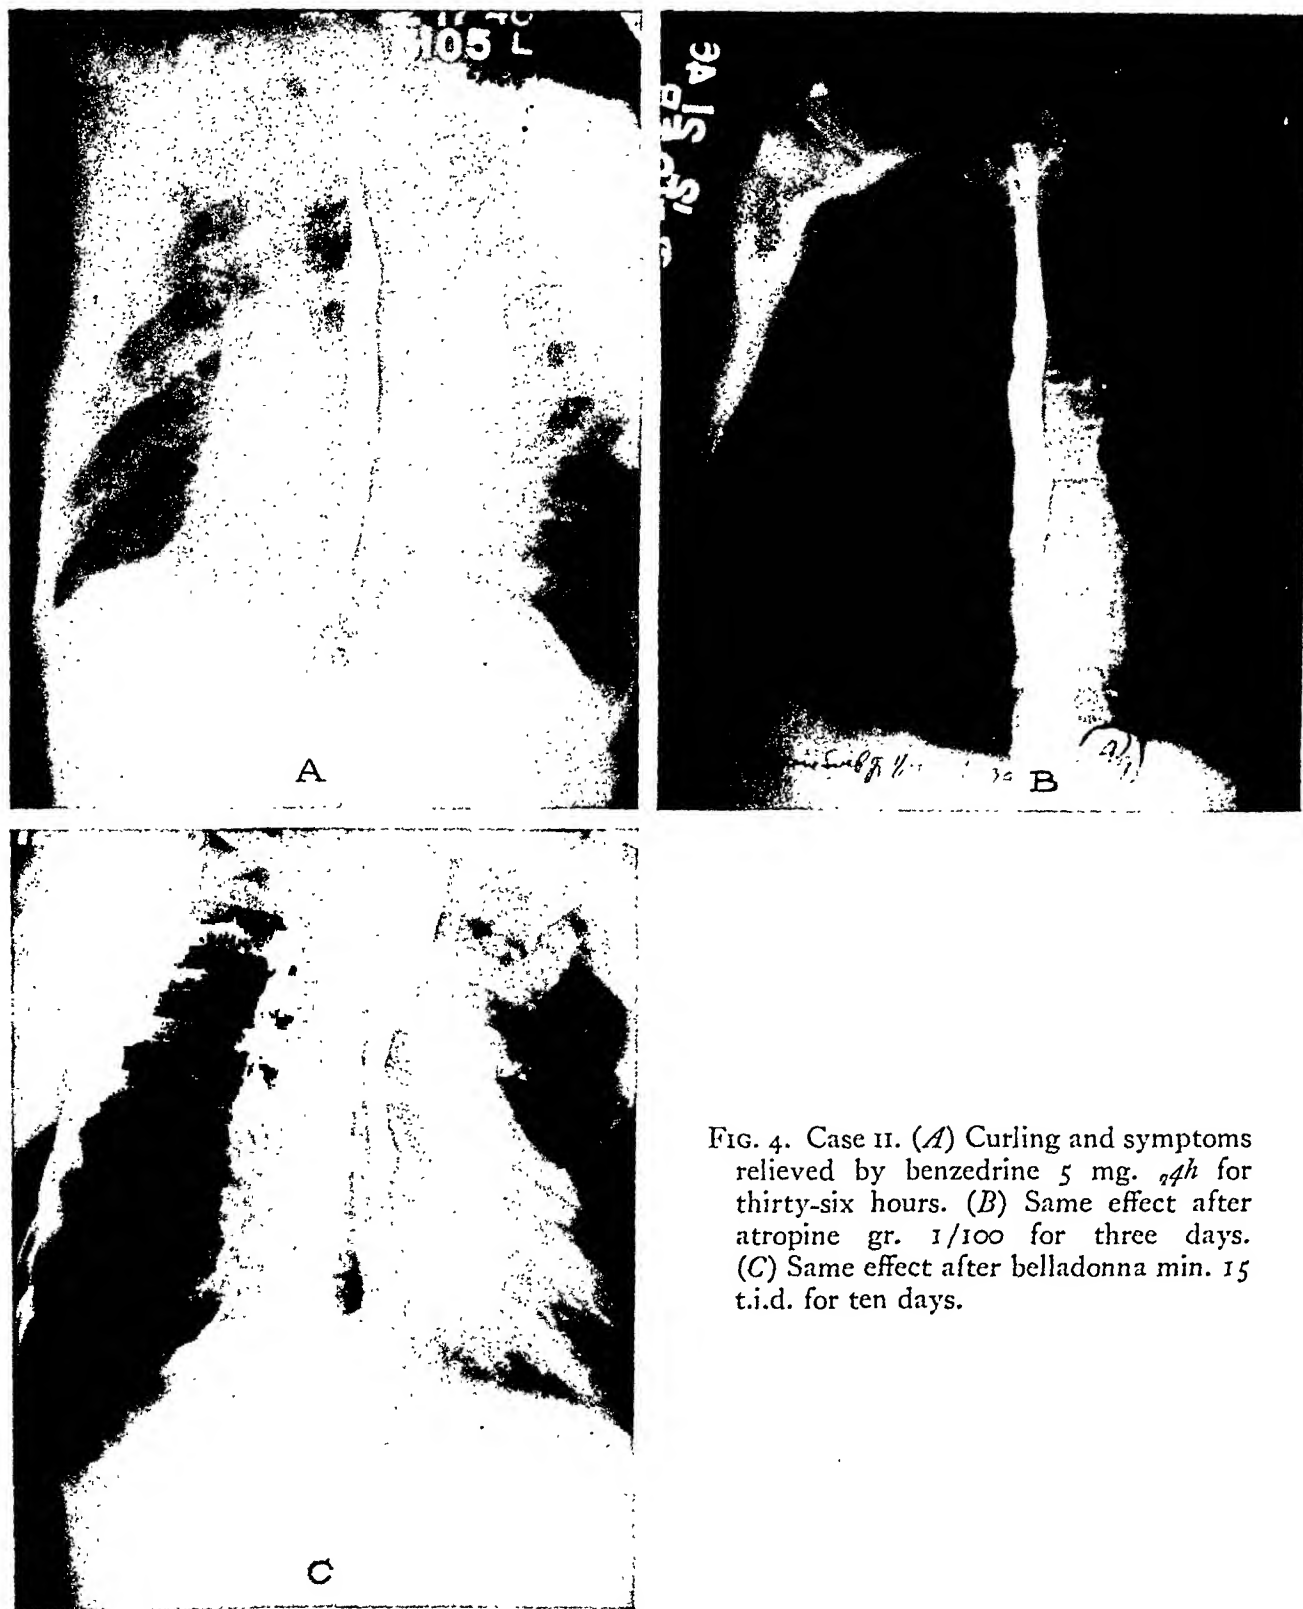 105 L
A
B
C
FIG. 4. Case II. (A) Curling and symptoms
relieved by benzedrine 5 mg. q4h for
thirty-six hours. (B) Same effect after
atropine gr. 1/100 for three days.
(C) Same effect after belladonna min. 15
t.i.d. for ten days.